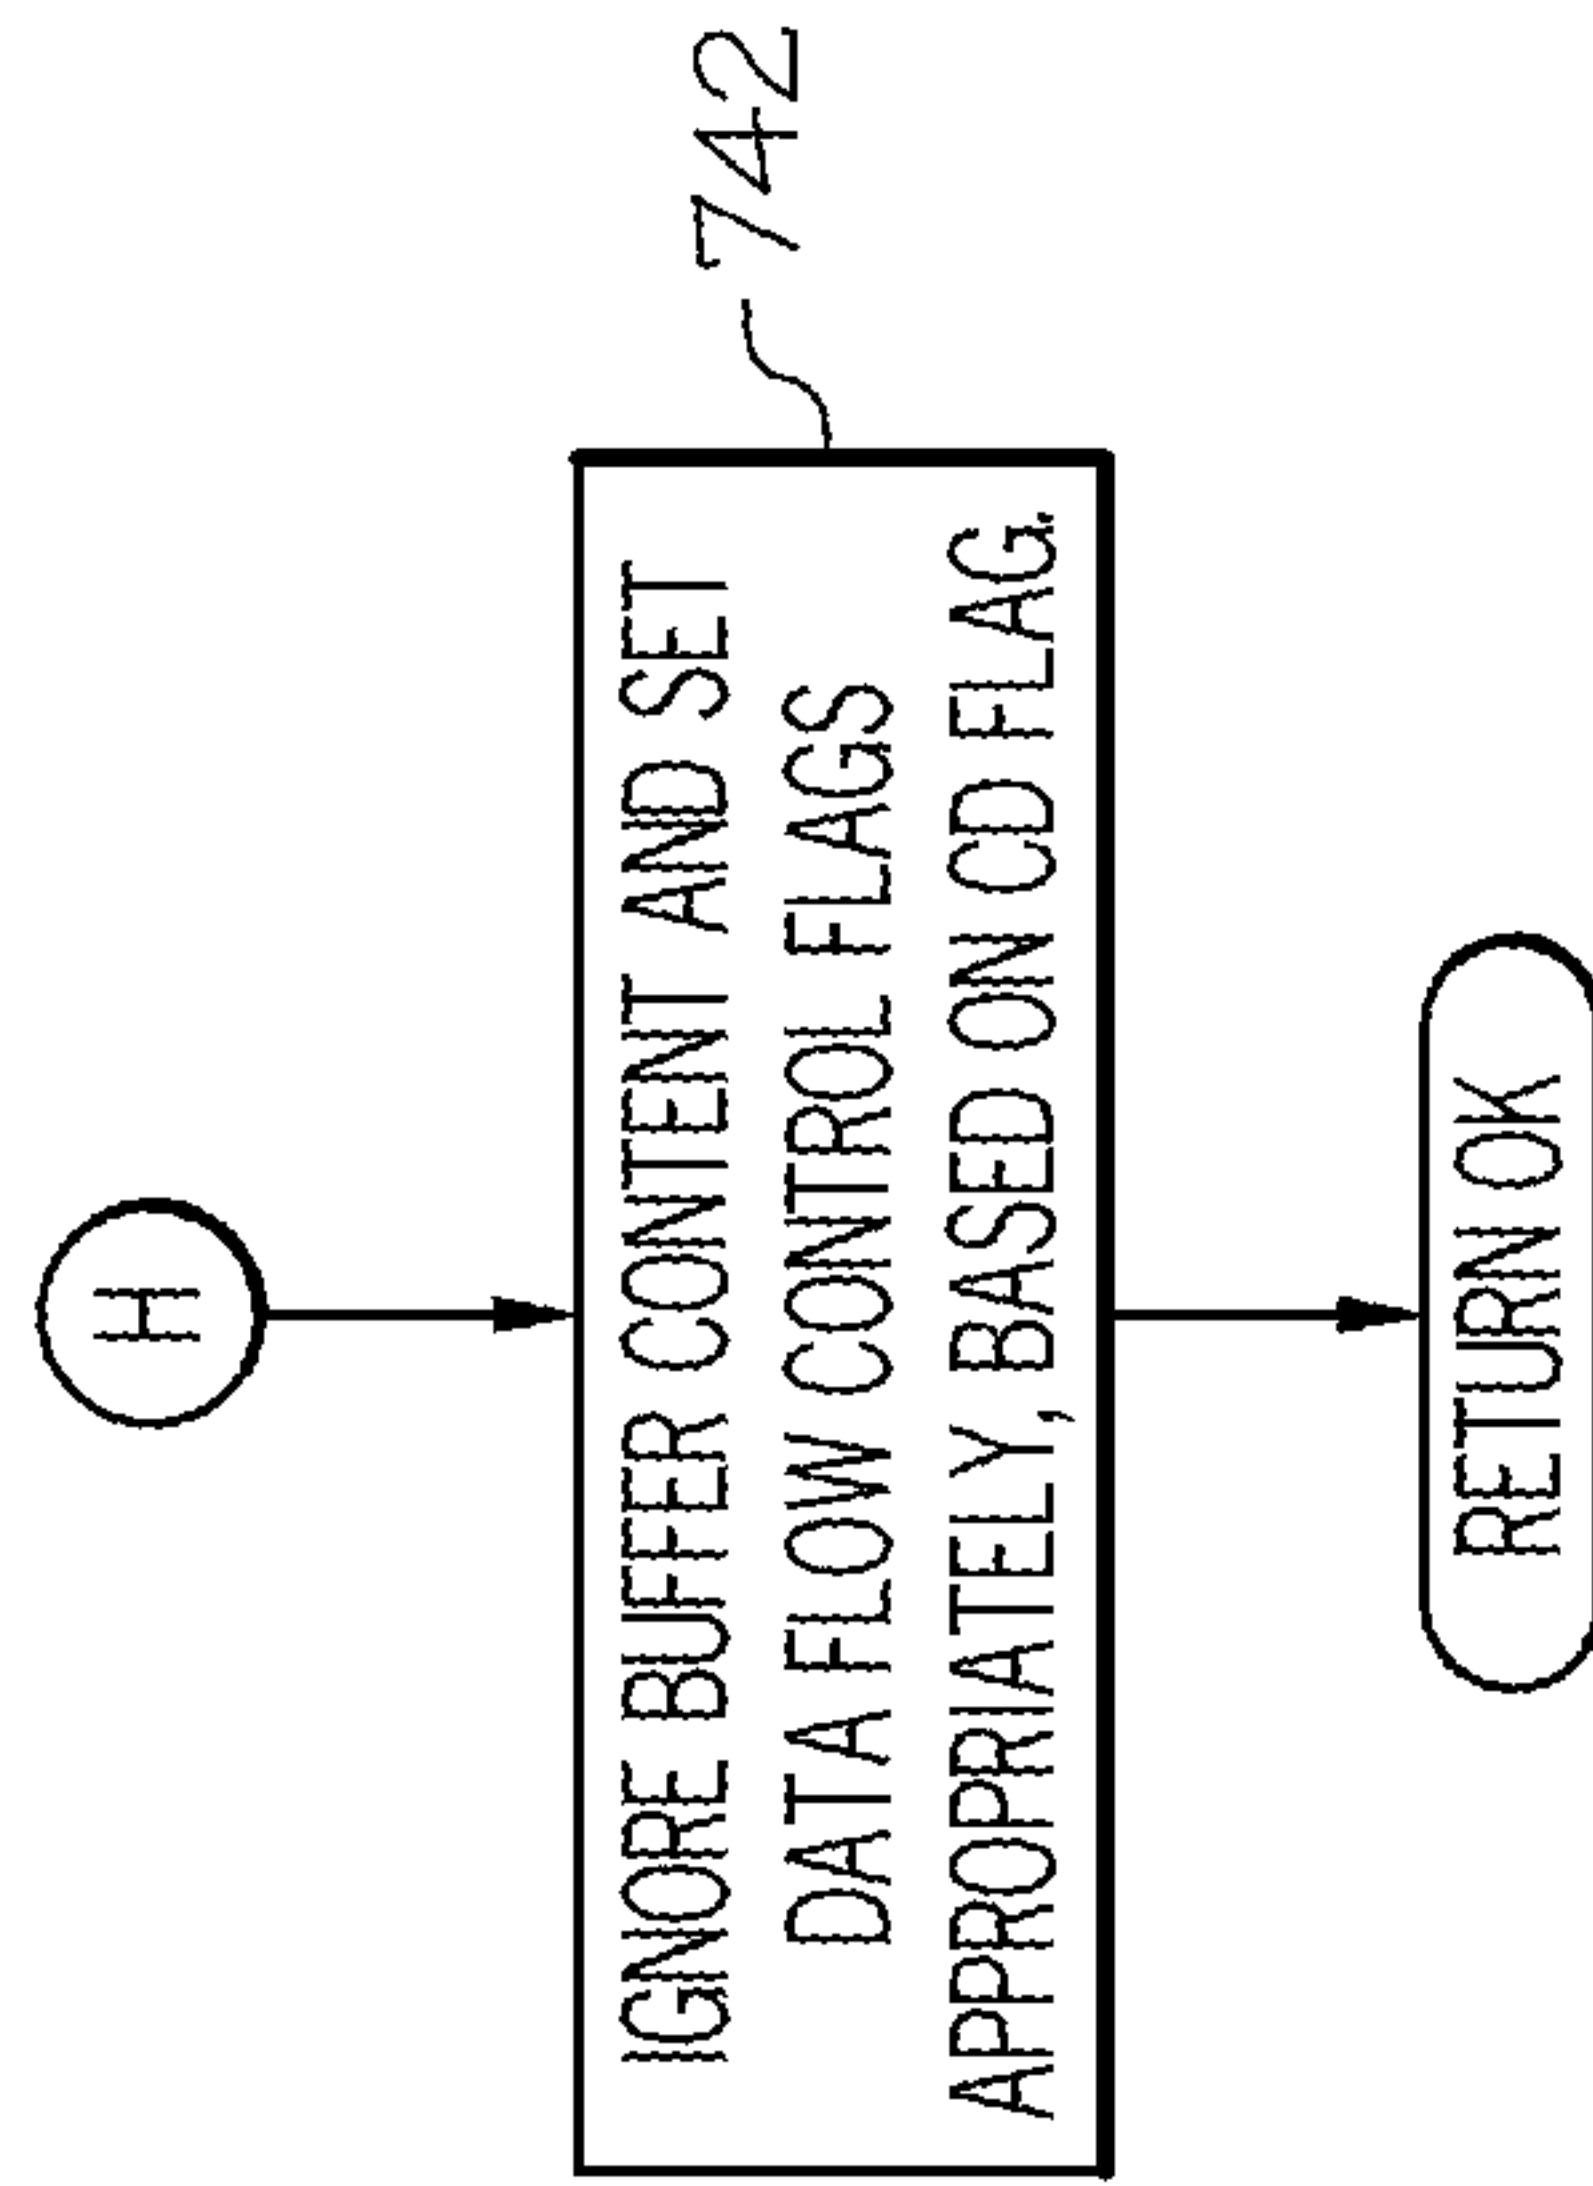 H
IGNORE BUFFER CONTENT AND SET
DATA FLOW CONTROL FLAGS
APPROPRIATELY, BASED ON CD FLAG.
742
RETURN OK